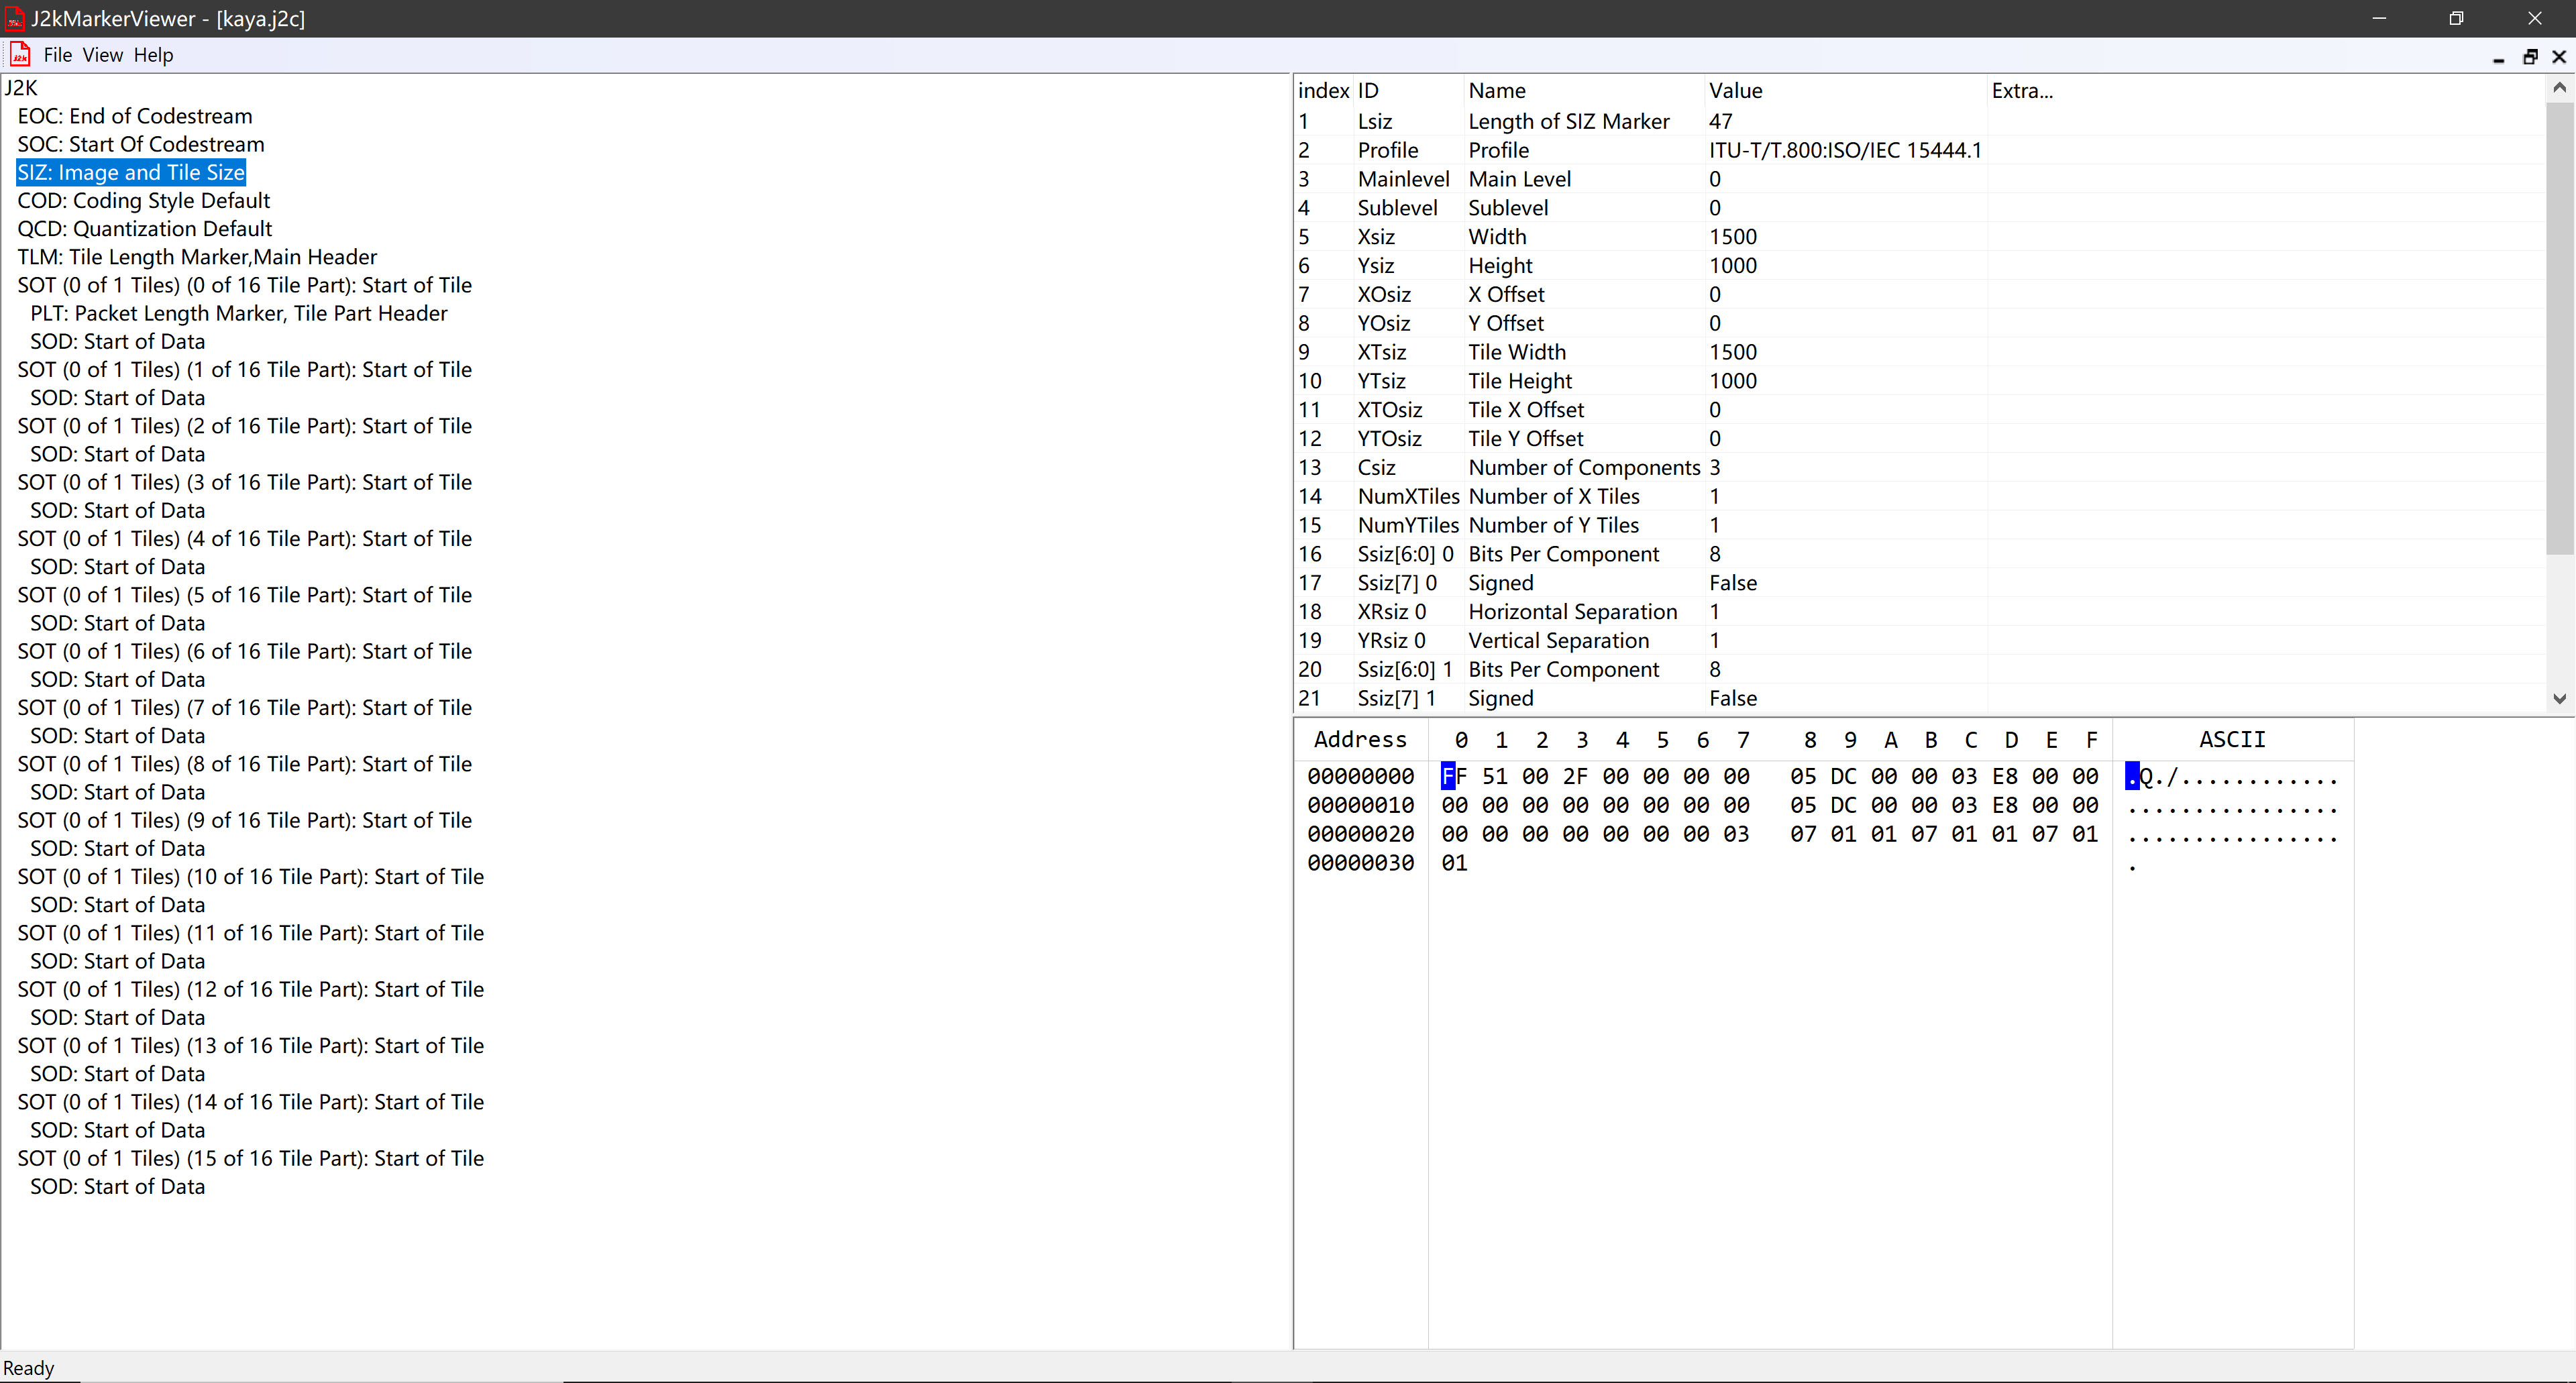 J2kMarkerViewer - [kaya.j2c]
File View Help
J2K
EOC: End of Codestream
SOC: Start Of Codestream
SIZ: Image and Tile Size
COD: Coding Style Default
QCD: Quantization Default
TLM: Tile Length Marker,Main Header
SOT (0 of 1 Tiles) (0 of 16 Tile Part): Start of Tile
PLT: Packet Length Marker, Tile Part Header
SOD: Start of Data
SOT (0 of 1 Tiles) (1 of 16 Tile Part): Start of Tile
SOD: Start of Data
SOT (0 of 1 Tiles) (2 of 16 Tile Part): Start of Tile
SOD: Start of Data
SOT (0 of 1 Tiles) (3 of 16 Tile Part): Start of Tile
SOD: Start of Data
SOT (0 of 1 Tiles) (4 of 16 Tile Part): Start of Tile
SOD: Start of Data
SOT (0 of 1 Tiles) (5 of 16 Tile Part): Start of Tile
SOD: Start of Data
SOT (0 of 1 Tiles) (6 of 16 Tile Part): Start of Tile
SOD: Start of Data
SOT (0 of 1 Tiles) (7 of 16 Tile Part): Start of Tile
SOD: Start of Data
SOT (0 of 1 Tiles) (8 of 16 Tile Part): Start of Tile
SOD: Start of Data
SOT (0 of 1 Tiles) (9 of 16 Tile Part): Start of Tile
SOD: Start of Data
SOT (0 of 1 Tiles) (10 of 16 Tile Part): Start of Tile
SOD: Start of Data
SOT (0 of 1 Tiles) (11 of 16 Tile Part): Start of Tile
SOD: Start of Data
SOT (0 of 1 Tiles) (12 of 16 Tile Part): Start of Tile
SOD: Start of Data
SOT (0 of 1 Tiles) (13 of 16 Tile Part): Start of Tile
SOD: Start of Data
SOT (0 of 1 Tiles) (14 of 16 Tile Part): Start of Tile
SOD: Start of Data
SOT (0 of 1 Tiles) (15 of 16 Tile Part): Start of Tile
SOD: Start of Data
index ID Name Value Extra...
1 Lsiz Length of SIZ Marker 47
2 Profile Profile ITU-T/T.800:ISO/IEC 15444.1
3 Mainlevel Main Level 0
4 Sublevel Sublevel 0
5 Xsiz Width 1500
6 Ysiz Height 1000
7 XOsiz X Offset 0
8 YOsiz Y Offset 0
9 XTsiz Tile Width 1500
10 YTsiz Tile Height 1000
11 XTOsiz Tile X Offset 0
12 YTOsiz Tile Y Offset 0
13 Csiz Number of Components 3
14 NumXTiles Number of X Tiles 1
15 NumYTiles Number of Y Tiles 1
16 Ssiz[6:0] 0 Bits Per Component 8
17 Ssiz[7] 0 Signed False
18 XRsiz 0 Horizontal Separation 1
19 YRsiz 0 Vertical Separation 1
20 Ssiz[6:0] 1 Bits Per Component 8
21 Ssiz[7] 1 Signed False
Address 0 1 2 3 4 5 6 7 8 9 A B C D E F ASCII
00000000 FF 51 00 2F 00 00 00 00 05 DC 00 00 03 E8 00 00 .Q./............
00000010 00 00 00 00 00 00 00 00 05 DC 00 00 03 E8 00 00 ................
00000020 00 00 00 00 00 00 00 03 07 01 01 07 01 01 07 01 ................
00000030 01 .
Ready